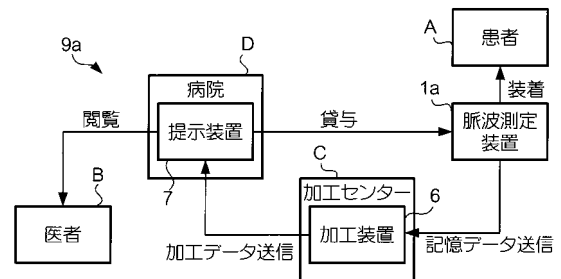 9a
D
病院
提示装置
7
閲覧
B
医者
貸与
A
患者
装着
1a
脈波測定
装置
C
加工センター
加工装置
6
加工データ送信
記憶データ送信